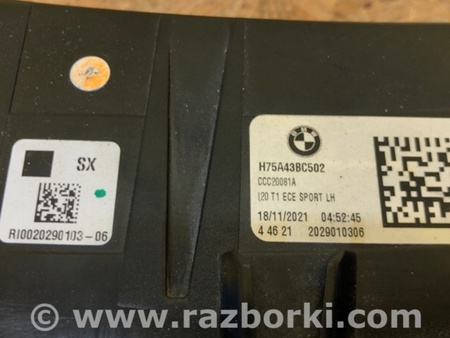 SX
RI0020290103-06
BMW
H75A43BC502
CCC20081A
I20 T1 ECE SPORT LH
18/11/2021 04:52:45
4 46 21 2029010306
© www.razborki.com